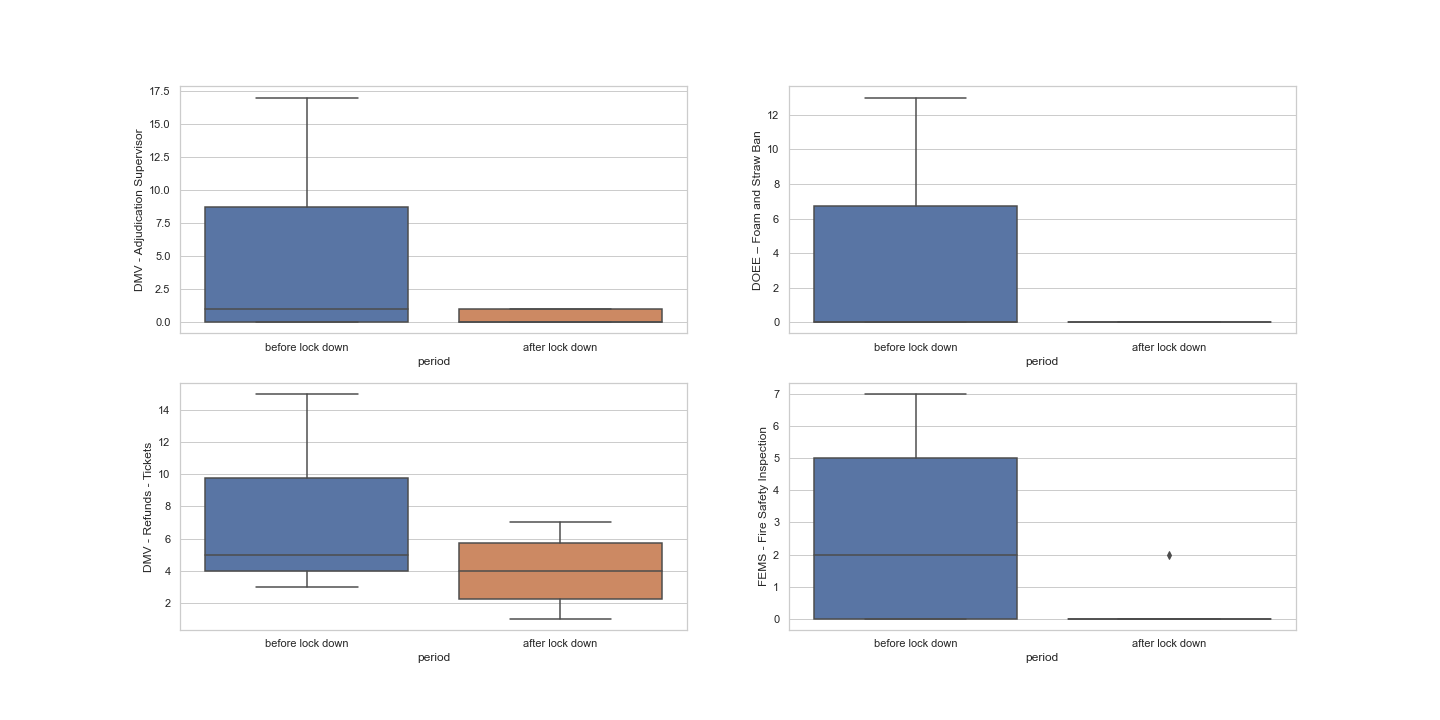 DMV - Adjudication Supervisor
17.5
15.0
12.5
10.0
7.5
5.0
2.5
0.0
before lock down
after lock down
period
DOEE – Foam and Straw Ban
12
10
8
6
4
2
0
before lock down
after lock down
period
DMV - Refunds - Tickets
14
12
10
8
6
4
2
before lock down
after lock down
period
FEMS - Fire Safety Inspection
7
6
5
4
3
2
1
0
before lock down
after lock down
period